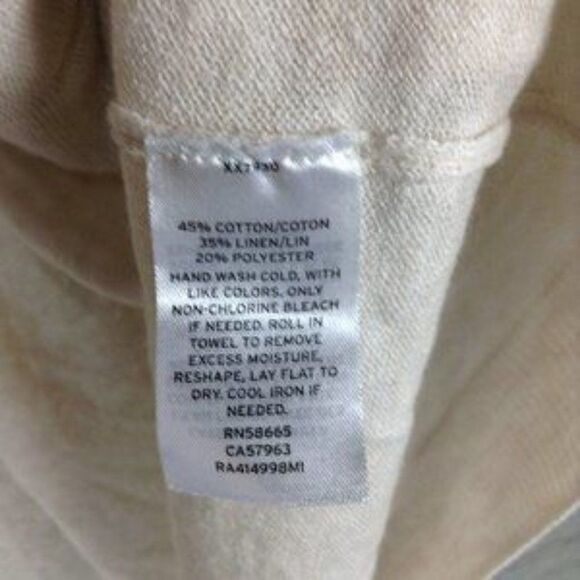 45% COTTON/COTON
35% LINEN/LIN
20% POLYESTER
HAND WASH COLD, WITH
LIKE COLORS, ONLY
NON-CHLORINE BLEACH
IF NEEDED. ROLL IN
TOWEL TO REMOVE
EXCESS MOISTURE,
RESHAPE, LAY FLAT TO
DRY. COOL IRON IF
NEEDED.
RN58665
CA57963
RA414998M1